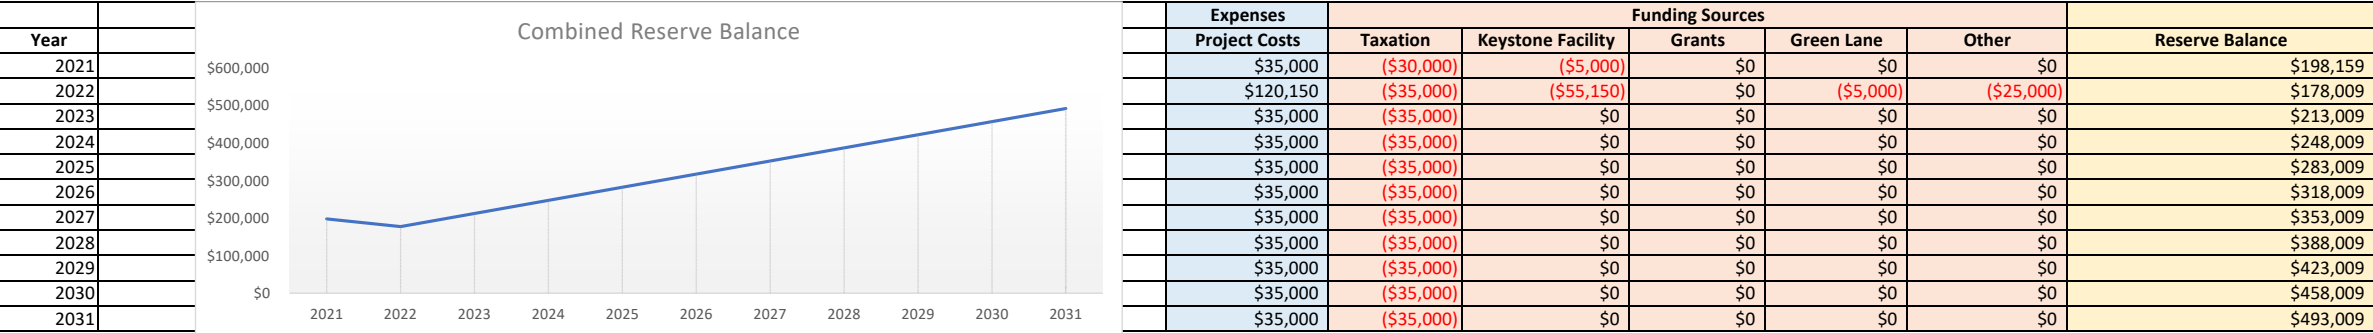 Expenses Funding Sources
Year Project Costs Taxation Keystone Facility Grants Green Lane Other Reserve Balance
2021 $35,000 ($30,000) ($5,000) $0 $0 $0 $198,159
2022 $120,150 ($35,000) ($55,150) $0 ($5,000) ($25,000) $178,009
2023 $35,000 ($35,000) $0 $0 $0 $0 $213,009
2024 $35,000 ($35,000) $0 $0 $0 $0 $248,009
2025 $35,000 ($35,000) $0 $0 $0 $0 $283,009
2026 $35,000 ($35,000) $0 $0 $0 $0 $318,009
2027 $35,000 ($35,000) $0 $0 $0 $0 $353,009
2028 $35,000 ($35,000) $0 $0 $0 $0 $388,009
2029 $35,000 ($35,000) $0 $0 $0 $0 $423,009
2030 $35,000 ($35,000) $0 $0 $0 $0 $458,009
2031 $35,000 ($35,000) $0 $0 $0 $0 $493,009
Combined Reserve Balance
$600,000
$500,000
$400,000
$300,000
$200,000
$100,000
$0
2021 2022 2023 2024 2025 2026 2027 2028 2029 2030 2031